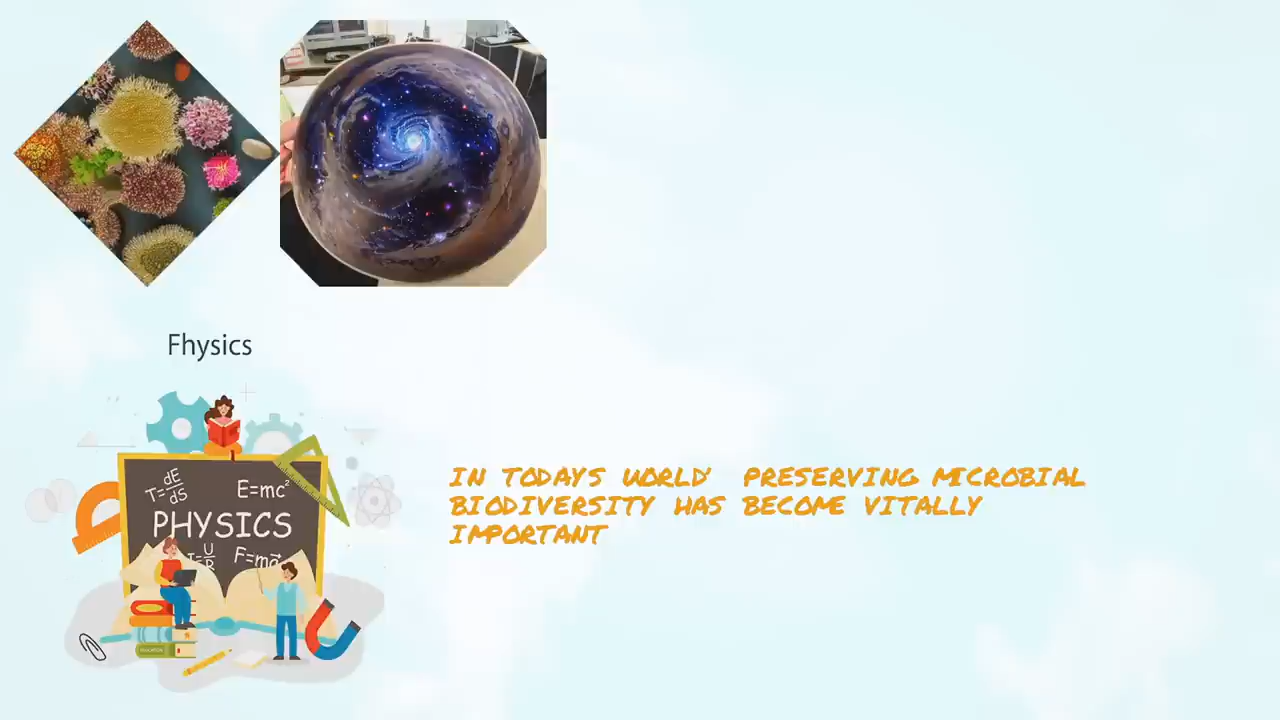 Fhysics
T=dE/dS
E=mc²
PHYSICS
I=U/R
F=ma⃗
IN TODAYS WORLD' PRESERVING MICROBIAL
BIODIVERSITY HAS BECOME VITALLY
IMPORTANT